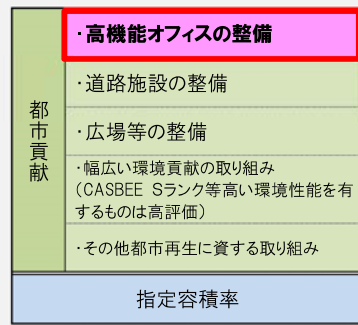 ・高機能オフィスの整備
都市貢献
・道路施設の整備
・広場等の整備
・幅広い環境貢献の取り組み
（CASBEE Sランク等高い環境性能を有
するものは高評価）
・その他都市再生に資する取り組み
指定容積率